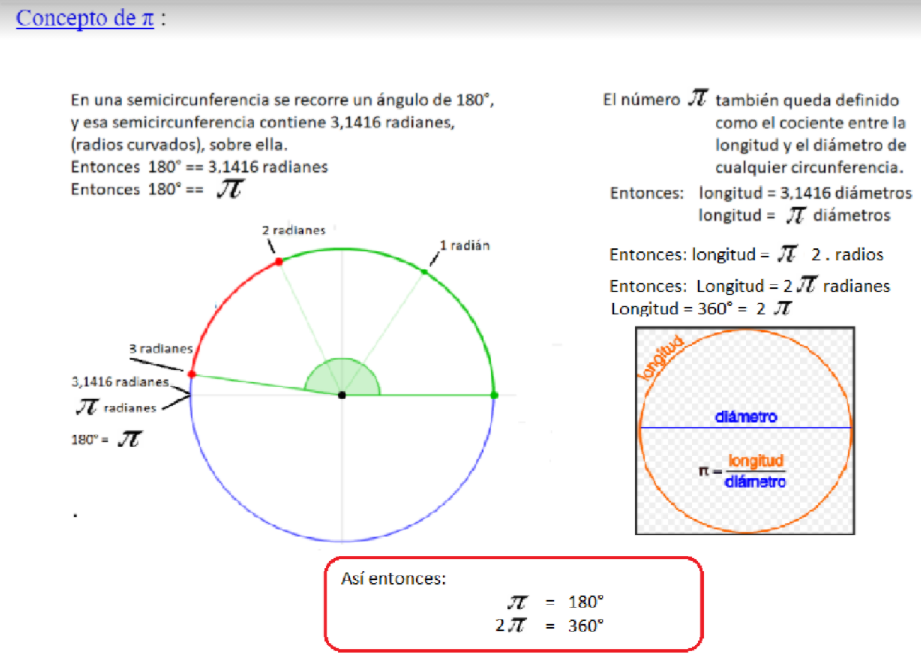 Concepto de π :
En una semicircunferencia se recorre un ángulo de 180°,
y esa semicircunferencia contiene 3,1416 radianes,
(radios curvados), sobre ella.
Entonces 180° == 3,1416 radianes
Entonces 180° == π
2 radianes
1 radián
3 radianes
3,1416 radianes
π radianes
180° = π
El número π también queda definido
como el cociente entre la
longitud y el diámetro de
cualquier circunferencia.
Entonces: longitud = 3,1416 diámetros
longitud = π diámetros
Entonces: longitud = π 2 . radios
Entonces: Longitud = 2 π radianes
Longitud = 360° = 2 π
longitud
diámetro
π = longitud
diámetro
Así entonces:
π = 180°
2 π = 360°